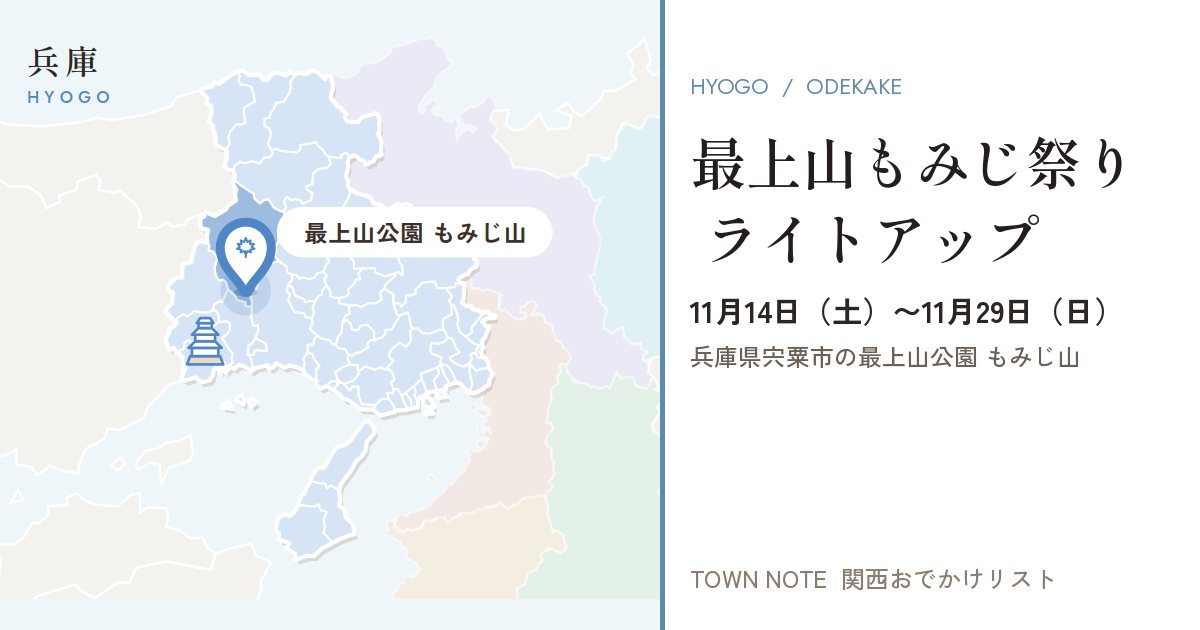 兵庫
HYOGO
最上山公園 もみじ山
HYOGO / ODEKAKE
最上山もみじ祭り
ライトアップ
11月14日（土）〜11月29日（日）
兵庫県宍粟市の最上山公園 もみじ山
TOWN NOTE 関西おでかけリスト